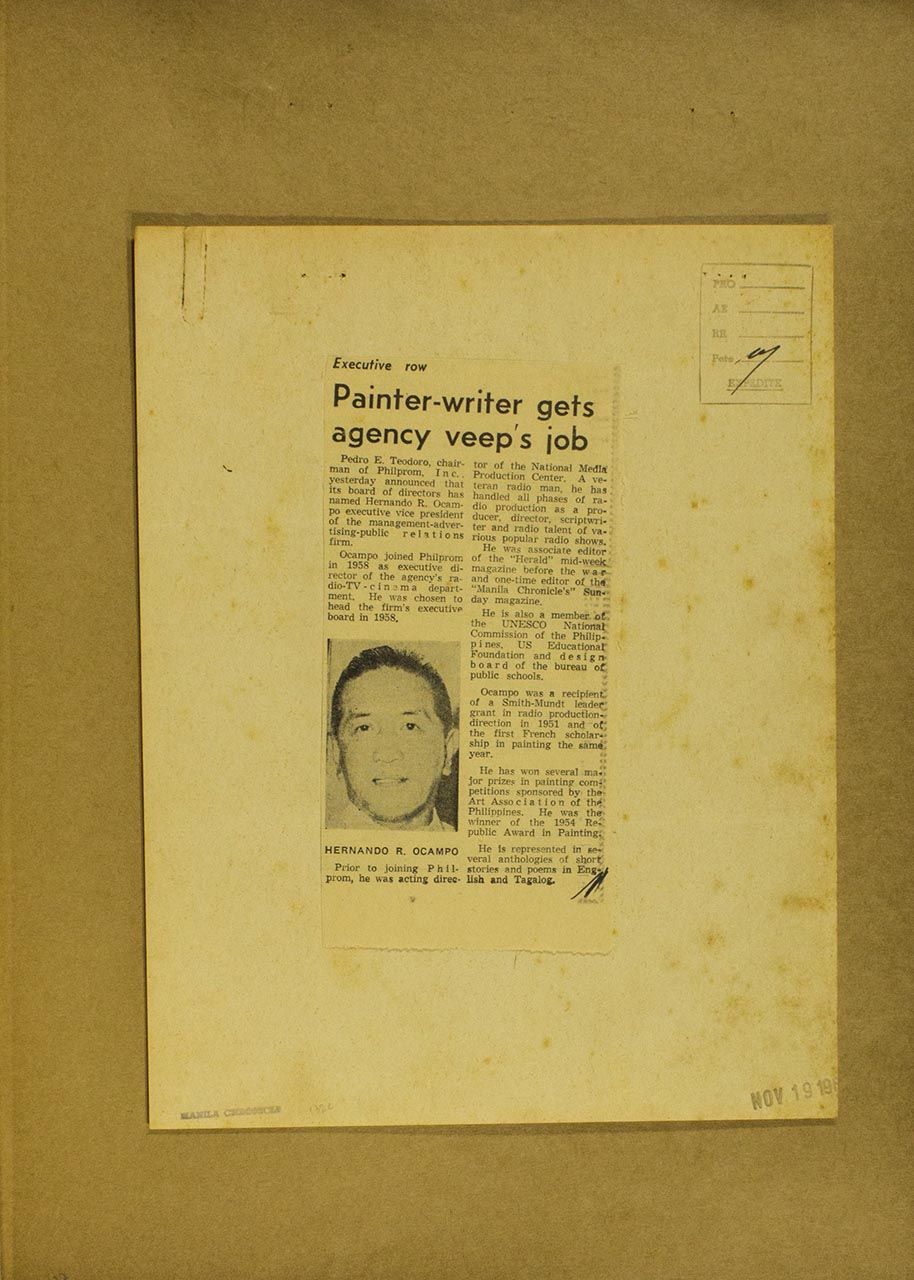 PRO
AE
RR
Pete
EXPEDITE
Executive row
Painter-writer gets
agency veep's job
Pedro E. Teodoro, chair-
man of Philprom, Inc.,
yesterday announced that
its board of directors has
named Hernando R. Ocam-
po executive vice president
of the management-adver-
tising-public relations
firm.
Ocampo joined Philprom
in 1958 as executive di-
rector of the agency's ra-
dio-TV-cinema depart-
ment. He was chosen to
head the firm's executive
board in 1958.
HERNANDO R. OCAMPO
Prior to joining Phil-
prom, he was acting direc-
tor of the National Media
Production Center. A ve-
teran radio man, he has
handled all phases of ra-
dio production as a pro-
ducer, director, scriptwri-
ter and radio talent of va-
rious popular radio shows.
He was associate editor
of the "Herald" mid-week
magazine before the war
and one-time editor of the
"Manila Chronicle's" Sun-
day magazine.
He is also a member of
the UNESCO National
Commission of the Philip-
pines, US Educational
Foundation and design
board of the bureau of
public schools.
Ocampo was a recipient
of a Smith-Mundt leader
grant in radio production-
direction in 1951 and of
the first French scholar-
ship in painting the same
year.
He has won several ma-
jor prizes in painting com-
petitions sponsored by the
Art Association of the
Philippines. He was the
winner of the 1954 Re-
public Award in Painting.
He is represented in se-
veral anthologies of short
stories and poems in Eng-
lish and Tagalog.
MANILA CHRONICLE
NOV 19 196